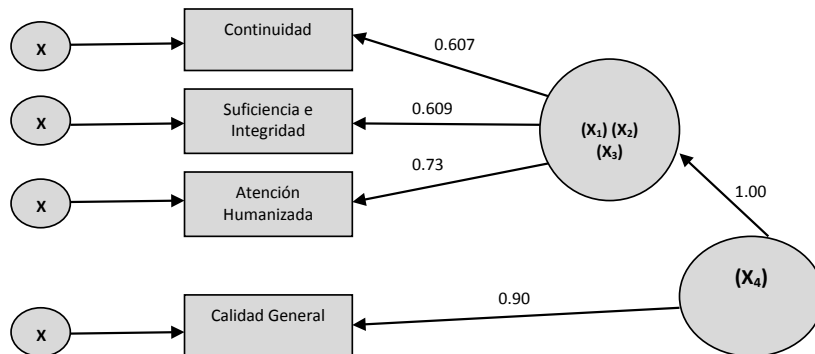 X
Continuidad
0.607
X
Suficiencia e
Integridad
0.609
(X₁) (X₂)
(X₃)
X
Atención
Humanizada
0.73
1.00
(X₄)
X
Calidad General
0.90